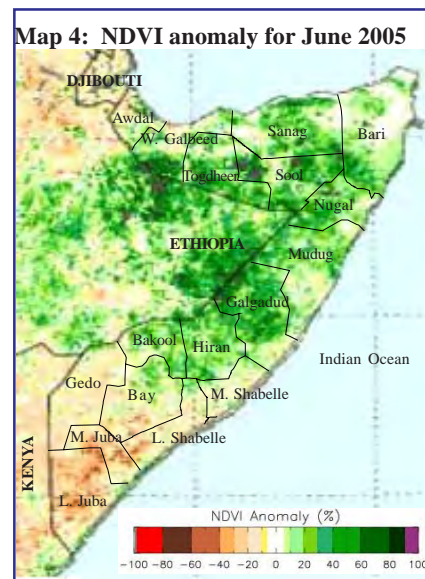 Map 4: NDVI anomaly for June 2005
DJIBOUTI
Awdal
W. Galbeed
Sanag
Bari
Togdheer
Sool
Nugal
ETHIOPIA
Mudug
Galgadud
Bakool
Hiran
Indian Ocean
Gedo
Bay
M. Shabelle
M. Juba
L. Shabelle
KENYA
L. Juba
NDVI Anomaly (%)
-100 -80 -60 -40 -20 0 20 40 60 80 100